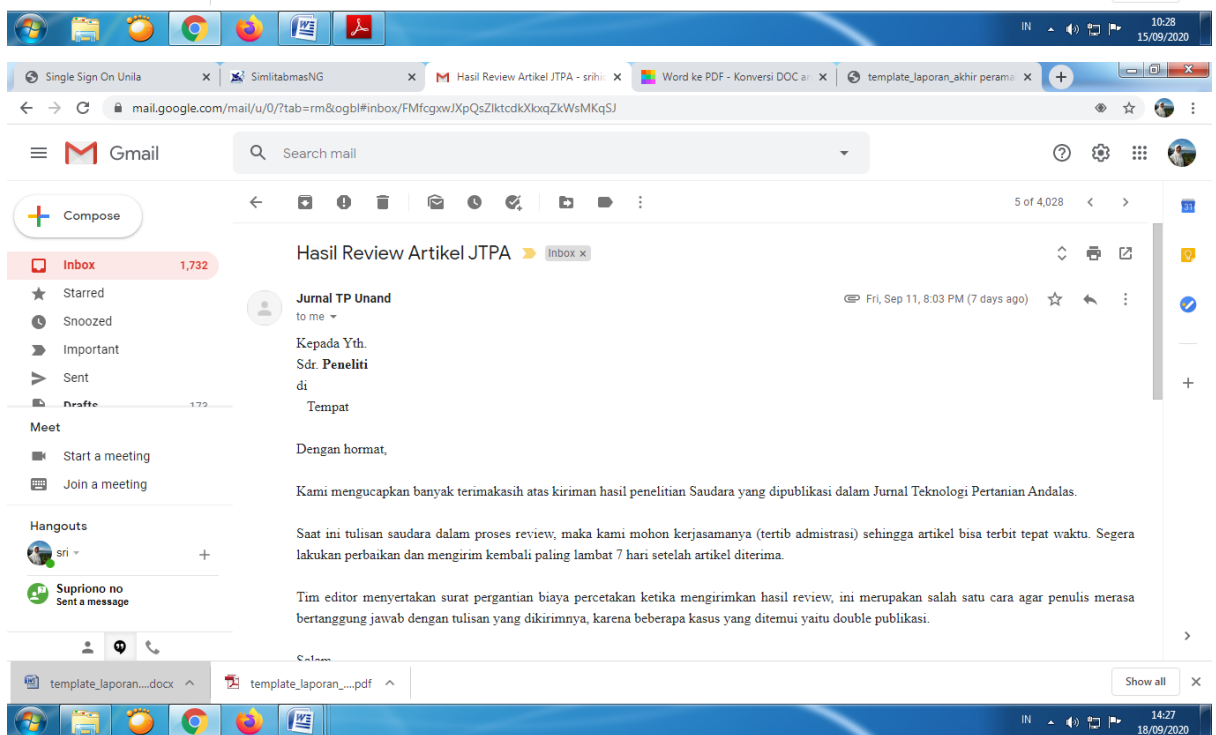 IN
10:28
15/09/2020
Single Sign On Unila
SimlitabmasNG
Hasil Review Artikel JTPA - srihi
Word ke PDF - Konversi DOC an
template_laporan_akhir perama
mail.google.com/mail/u/0/?tab=rm&ogbl#inbox/FMfcgxwJXpQsZlktcdkXkxqZkWsMKqSJ
Gmail
Search mail
Compose
5 of 4,028
31
Hasil Review Artikel JTPA
Inbox x
Inbox 1,732
Starred
Snoozed
Important
Sent
Drafts 173
Jurnal TP Unand
Fri, Sep 11, 8:03 PM (7 days ago)
to me
Kepada Yth.
Sdr. Peneliti
di
Tempat
Dengan hormat,
Kami mengucapkan banyak terimakasih atas kiriman hasil penelitian Saudara yang dipublikasi dalam Jurnal Teknologi Pertanian Andalas.
Saat ini tulisan saudara dalam proses review, maka kami mohon kerjasamanya (tertib admistrasi) sehingga artikel bisa terbit tepat waktu. Segera
lakukan perbaikan dan mengirim kembali paling lambat 7 hari setelah artikel diterima.
Tim editor menyertakan surat pergantian biaya percetakan ketika mengirimkan hasil review, ini merupakan salah satu cara agar penulis merasa
bertanggung jawab dengan tulisan yang dikirimnya, karena beberapa kasus yang ditemui yaitu double publikasi.
Salam
Meet
Start a meeting
Join a meeting
Hangouts
sri
Supriono no
Sent a message
template_laporan....docx
template_laporan_....pdf
Show all
IN
14:27
18/09/2020